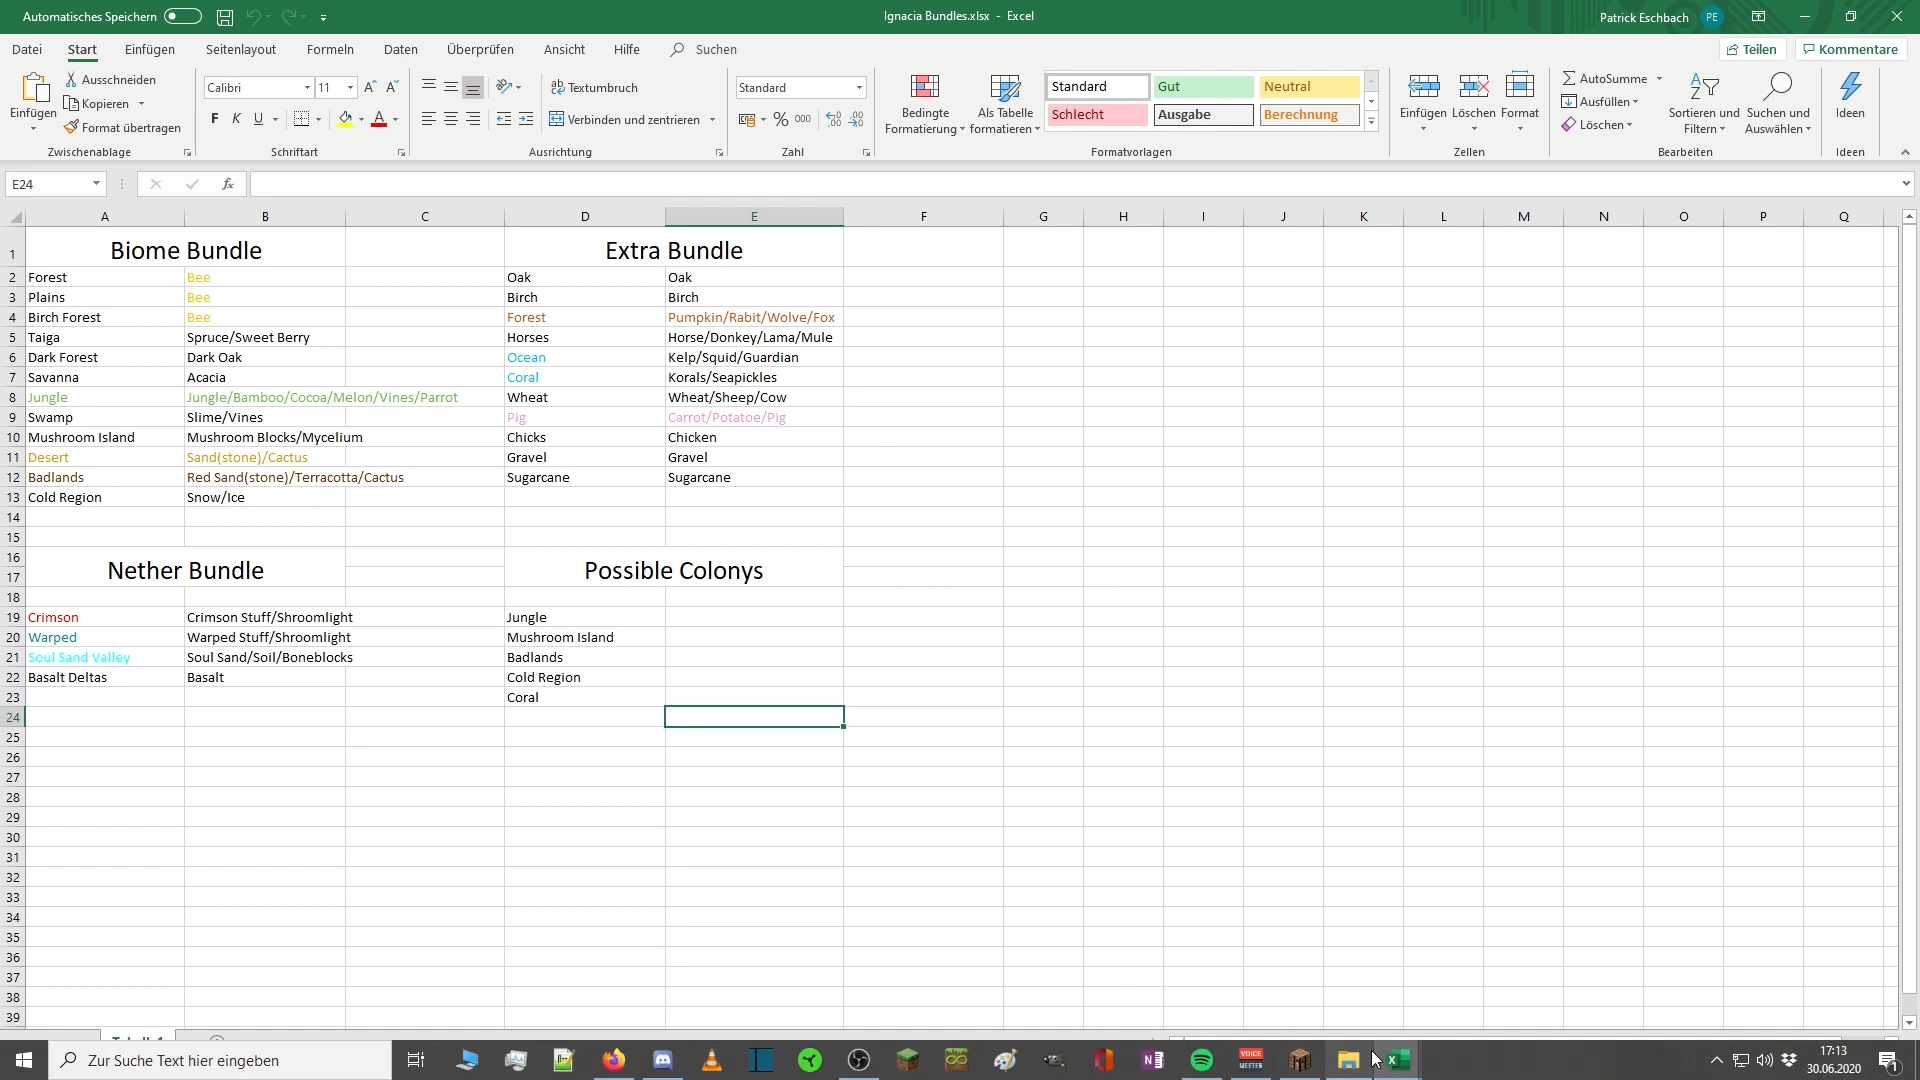 Automatisches Speichern
Ignacia Bundles.xlsx - Excel
Patrick Eschbach PE
Datei Start Einfügen Seitenlayout Formeln Daten Überprüfen Ansicht Hilfe Suchen
Teilen Kommentare
Einfügen
Ausschneiden
Kopieren
Format übertragen
Zwischenablage
Calibri 11
F K U
Schriftart
Textumbruch
Verbinden und zentrieren
Ausrichtung
Standard
% 000
Zahl
Bedingte Formatierung
Als Tabelle formatieren
Standard Gut Neutral
Schlecht Ausgabe Berechnung
Formatvorlagen
Einfügen Löschen Format
Zellen
AutoSumme
Ausfüllen
Löschen
Sortieren und Filtern
Suchen und Auswählen
Bearbeiten
Ideen
Ideen
E24
fx
A B C D E F G H I J K L M N O P Q
1 Biome Bundle Extra Bundle
2 Forest Bee Oak Oak
3 Plains Bee Birch Birch
4 Birch Forest Bee Forest Pumpkin/Rabit/Wolve/Fox
5 Taiga Spruce/Sweet Berry Horses Horse/Donkey/Lama/Mule
6 Dark Forest Dark Oak Ocean Kelp/Squid/Guardian
7 Savanna Acacia Coral Korals/Seapickles
8 Jungle Jungle/Bamboo/Cocoa/Melon/Vines/Parrot Wheat Wheat/Sheep/Cow
9 Swamp Slime/Vines Pig Carrot/Potatoe/Pig
10 Mushroom Island Mushroom Blocks/Mycelium Chicks Chicken
11 Desert Sand(stone)/Cactus Gravel Gravel
12 Badlands Red Sand(stone)/Terracotta/Cactus Sugarcane Sugarcane
13 Cold Region Snow/Ice
14
15
16
Nether Bundle Possible Colonys
17
18
19 Crimson Crimson Stuff/Shroomlight Jungle
20 Warped Warped Stuff/Shroomlight Mushroom Island
21 Soul Sand Valley Soul Sand/Soil/Boneblocks Badlands
22 Basalt Deltas Basalt Cold Region
23 Coral
24
25
26
27
28
29
30
31
32
33
34
35
36
37
38
39
Zur Suche Text hier eingeben
VOICE
MEETER
17:13
30.06.2020
1